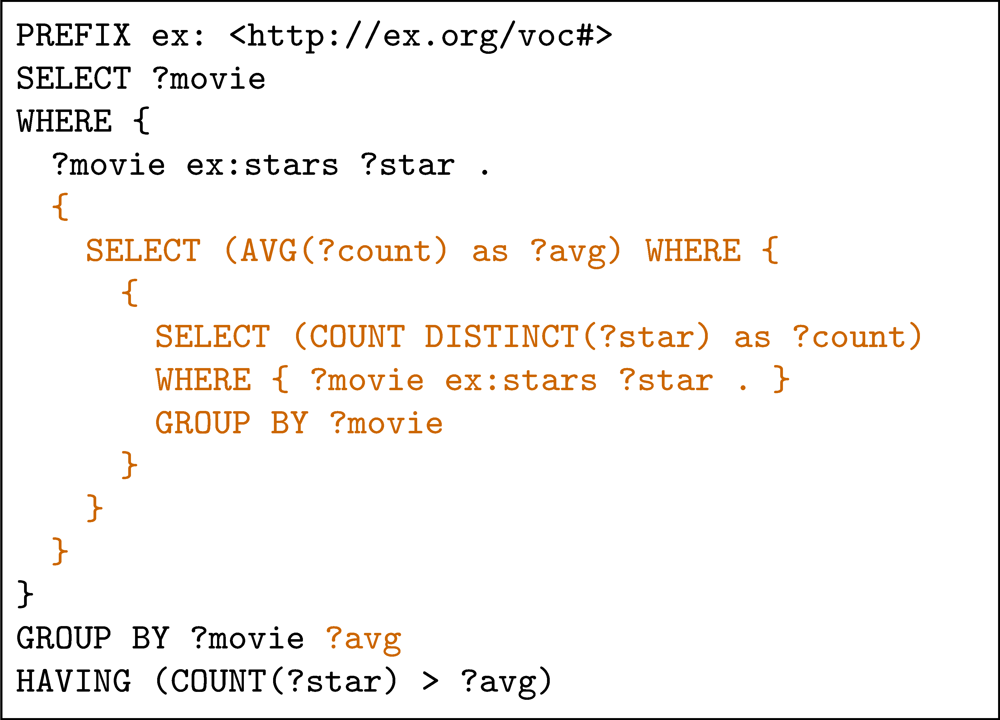 PREFIX ex: <http://ex.org/voc#>
SELECT ?movie
WHERE {
  ?movie ex:stars ?star .
  {
    SELECT (AVG(?count) as ?avg) WHERE {
      {
        SELECT (COUNT DISTINCT(?star) as ?count)
        WHERE { ?movie ex:stars ?star . }
        GROUP BY ?movie
      }
    }
  }
}
GROUP BY ?movie ?avg
HAVING (COUNT(?star) > ?avg)